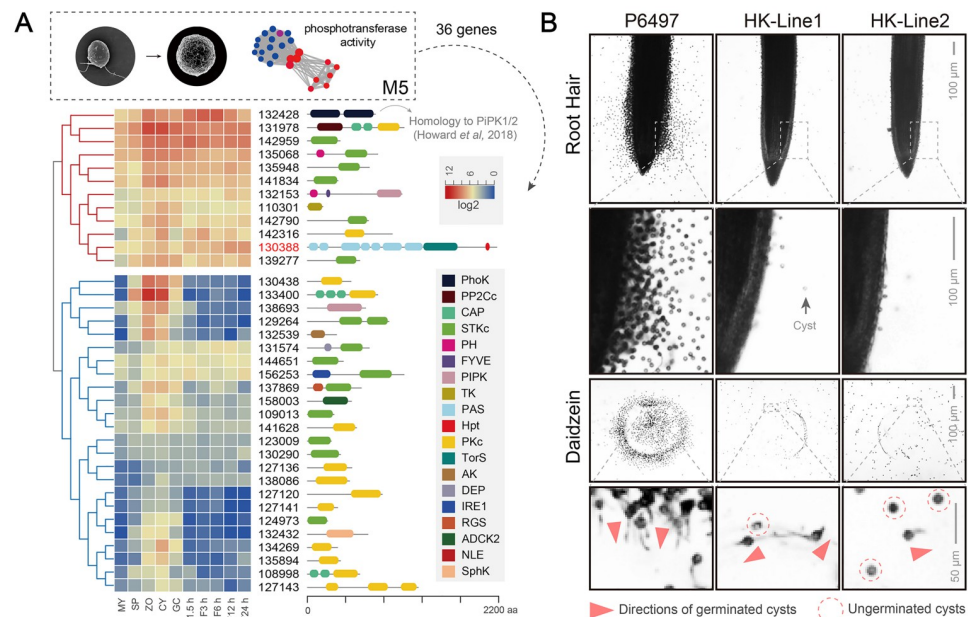 A
phosphotransferase
activity
36 genes
M5
132428
131978
142959
135068
135948
141834
132153
110301
142790
142316
130388
139277
130438
133400
138693
129264
132539
131574
144651
156253
137869
158003
109013
141628
123009
130290
127136
138086
127120
127141
124973
132432
134269
135894
108998
127143
Homology to PiPK1/2
(Howard et al, 2018)
12
6
0
log2
PhoK
PP2Cc
CAP
STKc
PH
FYVE
PIPK
TK
PAS
Hpt
PKc
TorS
AK
DEP
IRE1
RGS
ADCK2
NLE
SphK
MY
SP
ZO
CY
GC
1.5 h
F3 h
F6 h
12 h
24 h
0
2200 aa
B
P6497
HK-Line1
HK-Line2
Root Hair
100 µm
Cyst
100 µm
Daidzein
100 µm
50 µm
Directions of germinated cysts
Ungerminated cysts